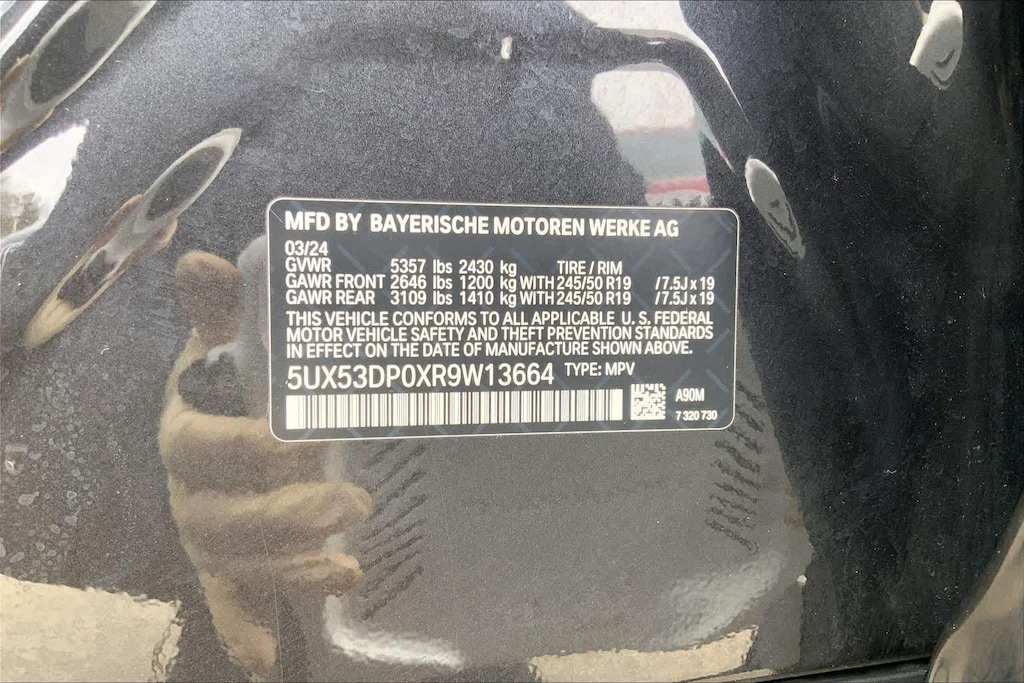 MFD BY BAYERISCHE MOTOREN WERKE AG
03/24
GVWR 5357 lbs 2430 kg TIRE / RIM
GAWR FRONT 2646 lbs 1200 kg WITH 245/50 R19 /7.5J x 19
GAWR REAR 3109 lbs 1410 kg WITH 245/50 R19 /7.5J x 19
THIS VEHICLE CONFORMS TO ALL APPLICABLE U.S. FEDERAL
MOTOR VEHICLE SAFETY AND THEFT PREVENTION STANDARDS
IN EFFECT ON THE DATE OF MANUFACTURE SHOWN ABOVE.
5UX53DP0XR9W13664 TYPE: MPV
A90M
7 320 730